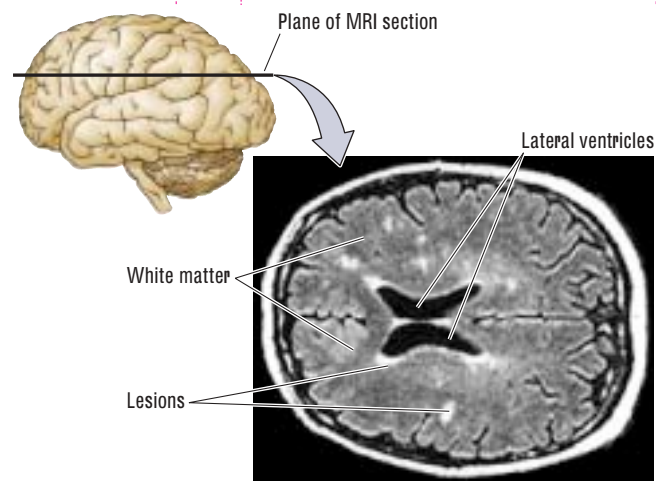 Plane of MRI section
Lateral ventricles
White matter
Lesions